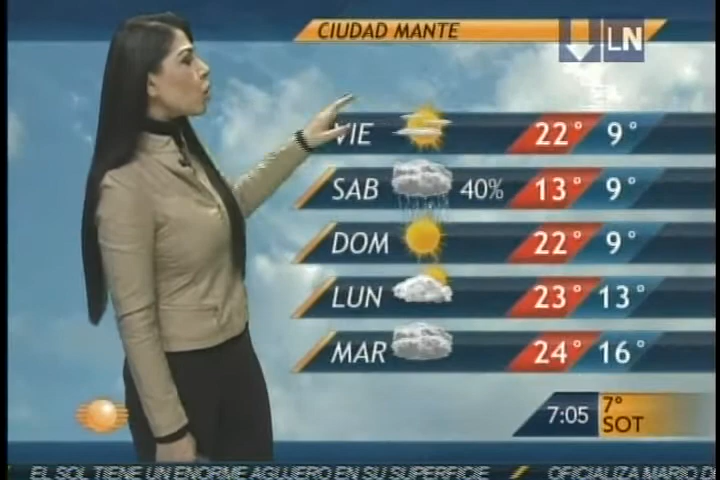 CIUDAD MANTE
LN
VIE 22° 9°
SAB 40% 13° 9°
DOM 22° 9°
LUN 23° 13°
MAR 24° 16°
7:05 7°
SOT
EL SOL TIENE UN ENORME AGUJERO EN SU SUPERFICIE OFICIALIZA MARIO